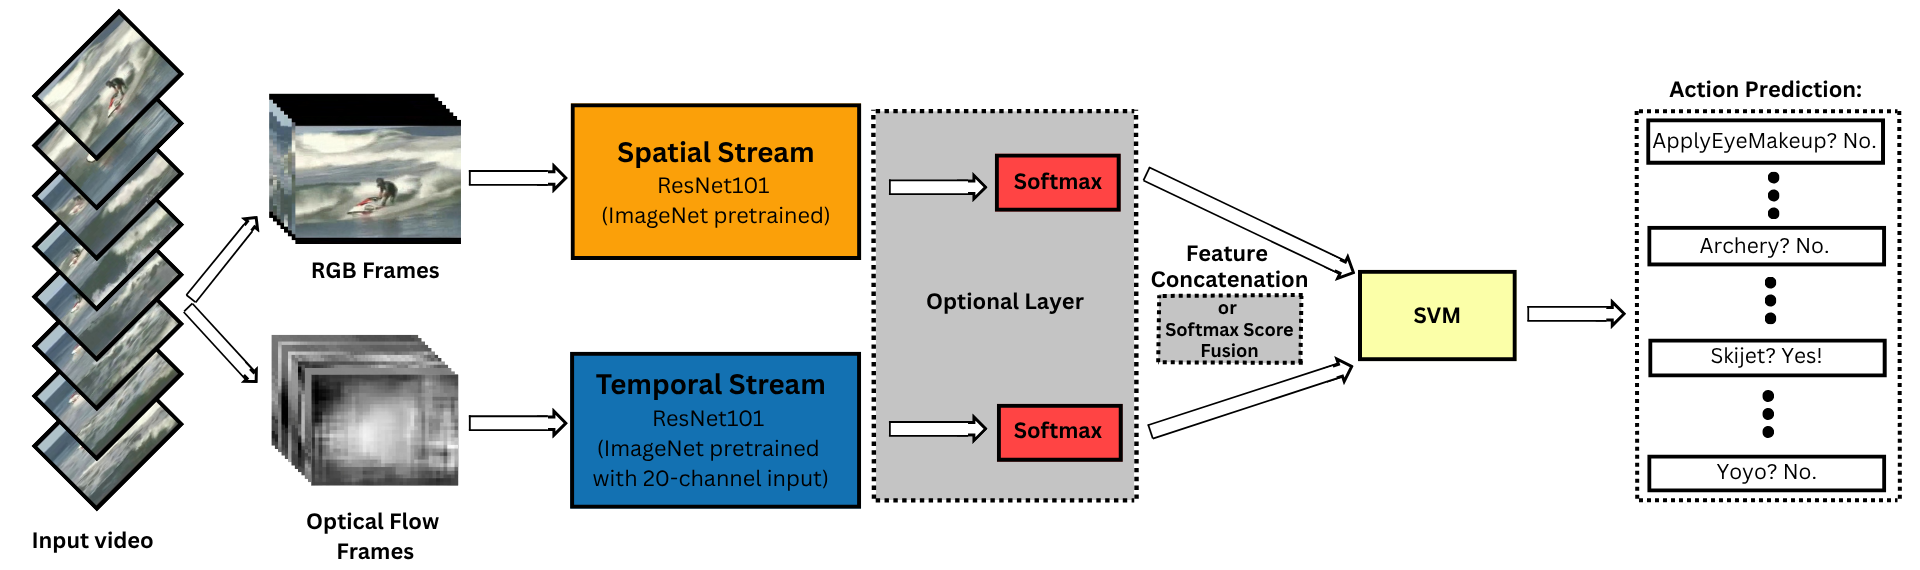 Input video
RGB Frames
Optical Flow
Frames
Spatial Stream
ResNet101
(ImageNet pretrained)
Temporal Stream
ResNet101
(ImageNet pretrained
with 20-channel input)
Softmax
Optional Layer
Softmax
Feature
Concatenation
or
Softmax Score
Fusion
SVM
Action Prediction:
ApplyEyeMakeup? No.
Archery? No.
Skijet? Yes!
Yoyo? No.